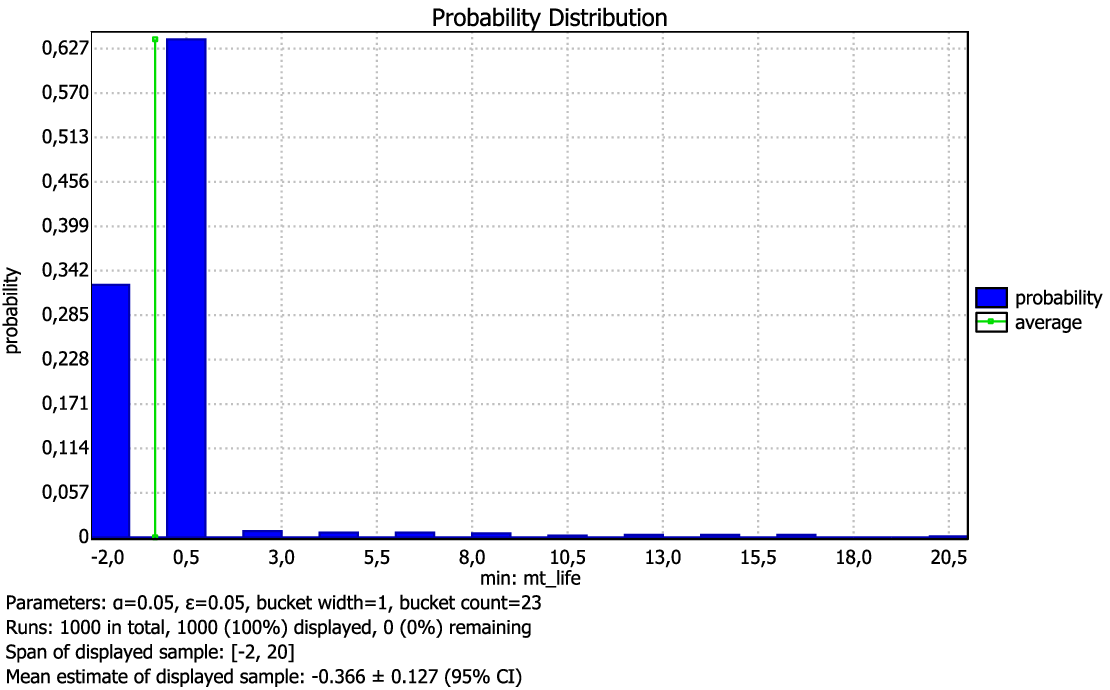 Probability Distribution
0,627
0,570
0,513
0,456
0,399
0,342
0,285
0,228
0,171
0,114
0,057
0
probability
-2,0 0,5 3,0 5,5 8,0 10,5 13,0 15,5 18,0 20,5
min: mt_life
probability
average
Parameters: α=0.05, ε=0.05, bucket width=1, bucket count=23
Runs: 1000 in total, 1000 (100%) displayed, 0 (0%) remaining
Span of displayed sample: [-2, 20]
Mean estimate of displayed sample: -0.366 ± 0.127 (95% CI)